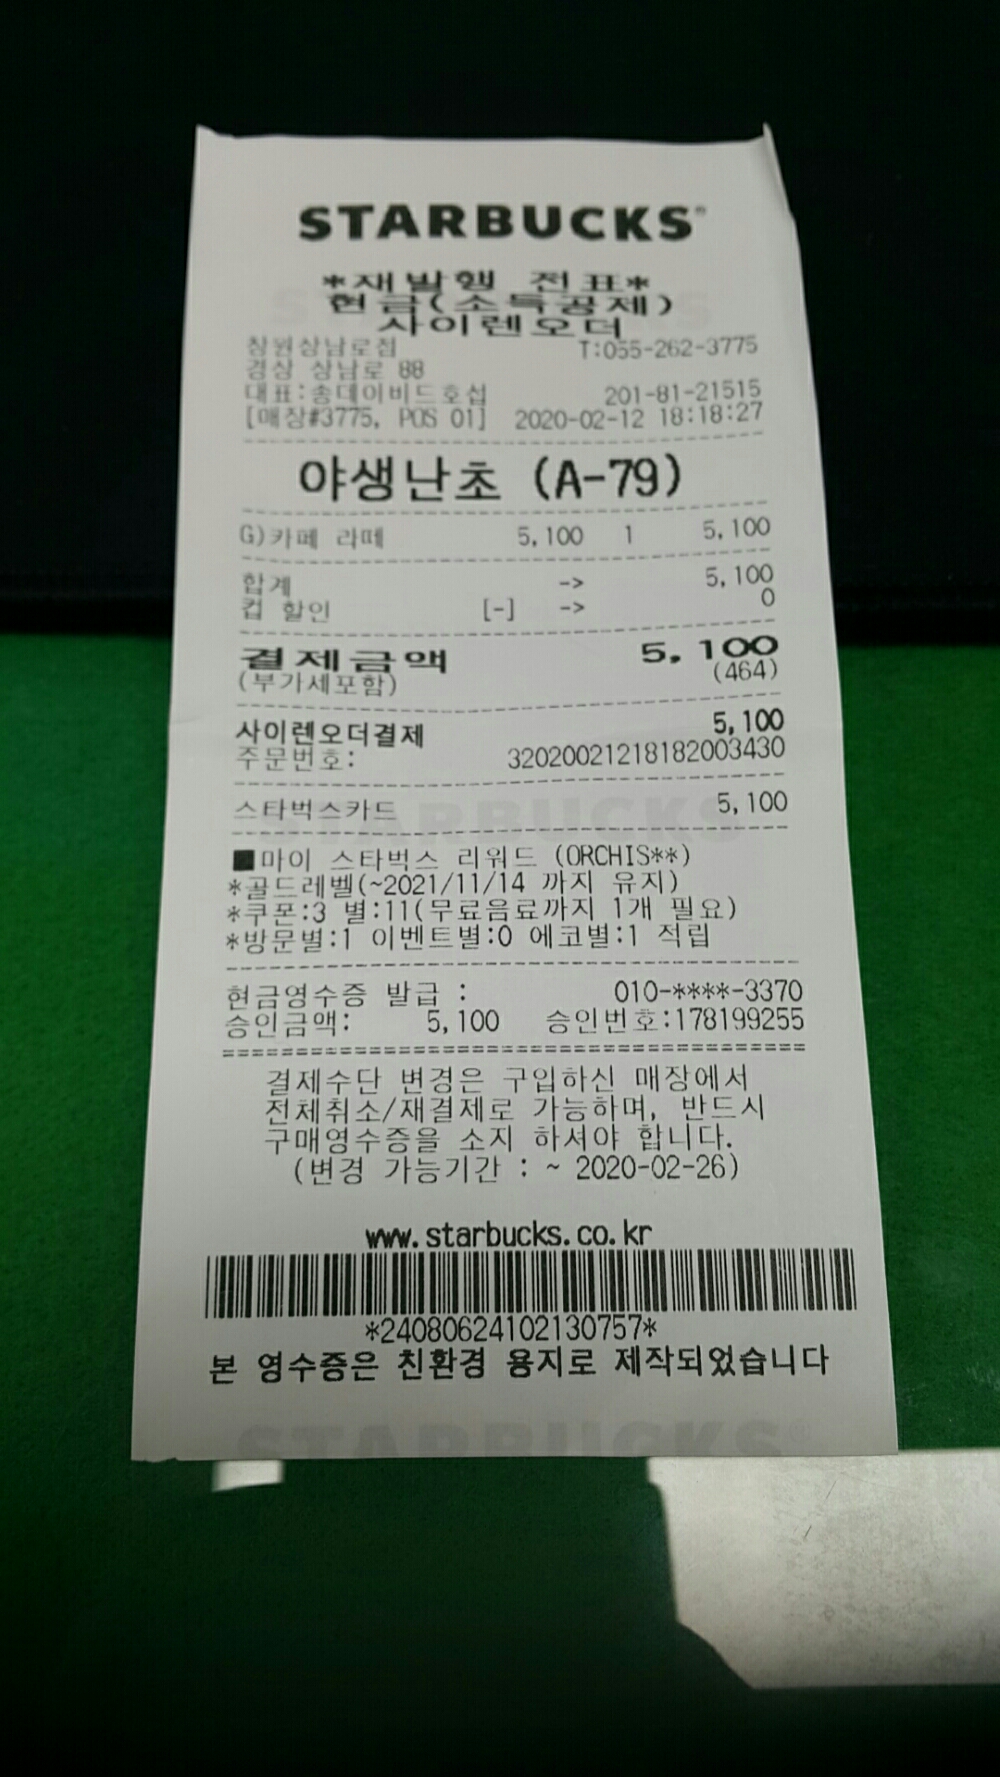 STARBUCKS
*재발행 전표*
현금(소득공제)
사이렌오더
창원상남로점 T:055-262-3775
경상 상남로 88
대표:송데이비드호섭 201-81-21515
[매장#3775, POS 01] 2020-02-12 18:18:27
야생난초 (A-79)
G)카페 라떼 5,100 1 5,100
합계 -> 5,100
컵 할인 [-] -> 0
결제금액 5,100
(부가세포함) (464)
사이렌오더결제 5,100
주문번호: 32020021218182003430
스타벅스카드 5,100
■마이 스타벅스 리워드 (ORCHIS**)
*골드레벨(~2021/11/14 까지 유지)
*쿠폰:3 별:11(무료음료까지 1개 필요)
*방문별:1 이벤트별:0 에코별:1 적립
현금영수증 발급 : 010-****-3370
승인금액: 5,100 승인번호:178199255
결제수단 변경은 구입하신 매장에서
전체취소/재결제로 가능하며, 반드시
구매영수증을 소지 하셔야 합니다.
(변경 가능기간 : ~ 2020-02-26)
www.starbucks.co.kr
*24080624102130757*
본 영수증은 친환경 용지로 제작되었습니다
STARBUCKS